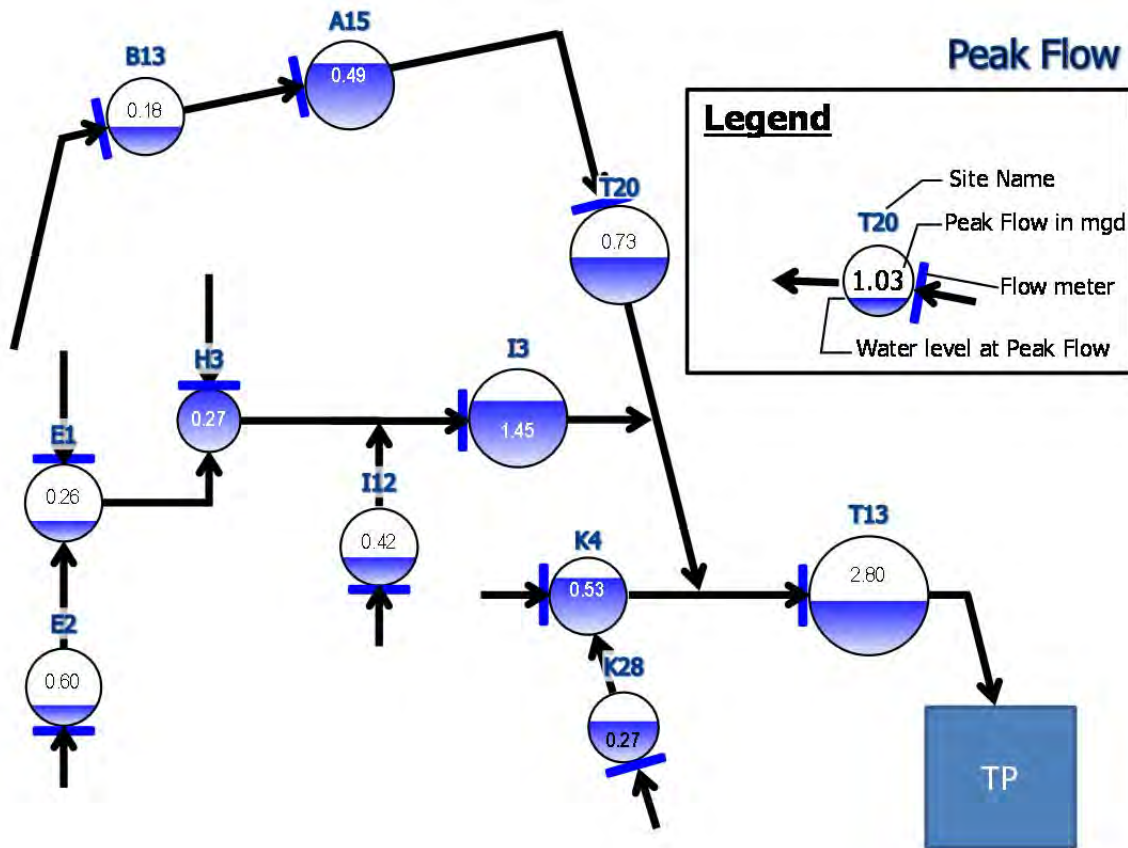 Peak Flow
Legend
Site Name
T20
Peak Flow in mgd
1.03
Flow meter
Water level at Peak Flow
A15
0.49
B13
0.18
T20
0.73
H3
0.27
I3
1.45
E1
0.26
I12
0.42
K4
0.53
T13
2.80
E2
0.60
K28
0.27
TP